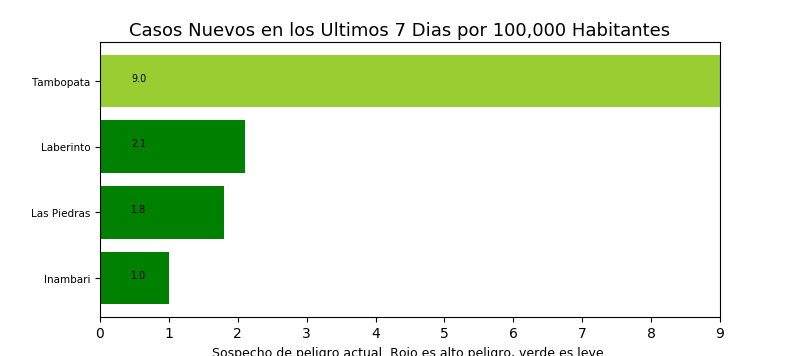 Casos Nuevos en los Ultimos 7 Dias por 100,000 Habitantes
Tambopata 9.0
Laberinto 2.1
Las Piedras 1.8
Inambari 1.0
0 1 2 3 4 5 6 7 8 9
Sospecho de peligro actual. Rojo es alto peligro, verde es leve